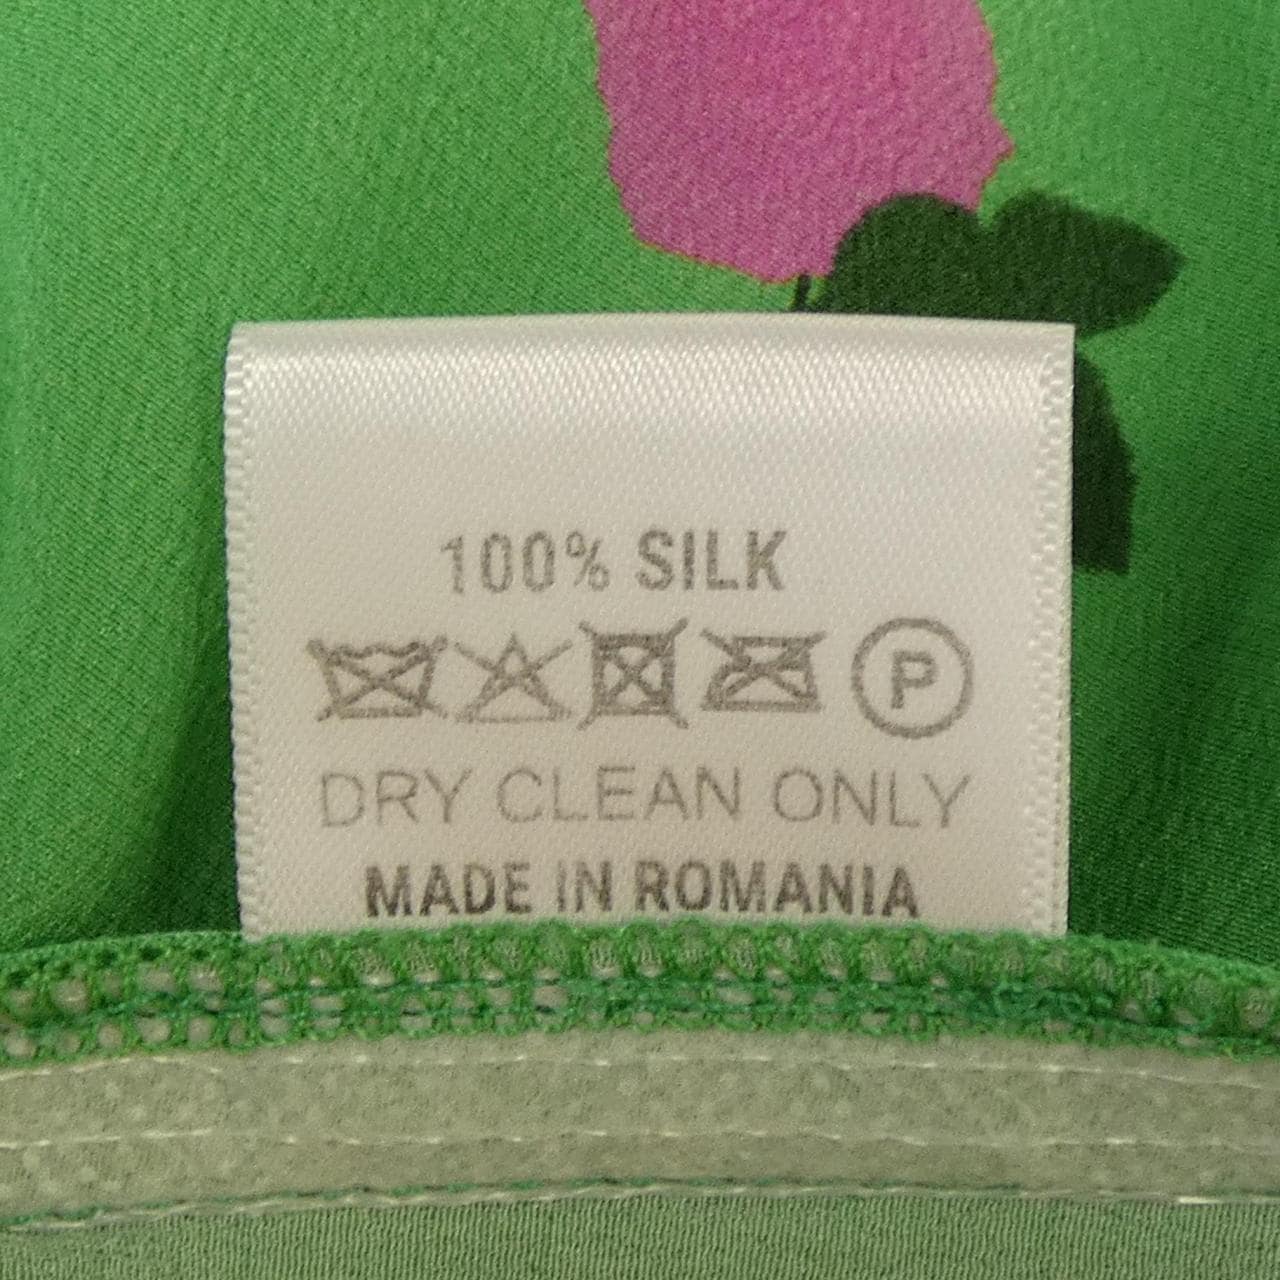 100% SILK
P
DRY CLEAN ONLY
MADE IN ROMANIA